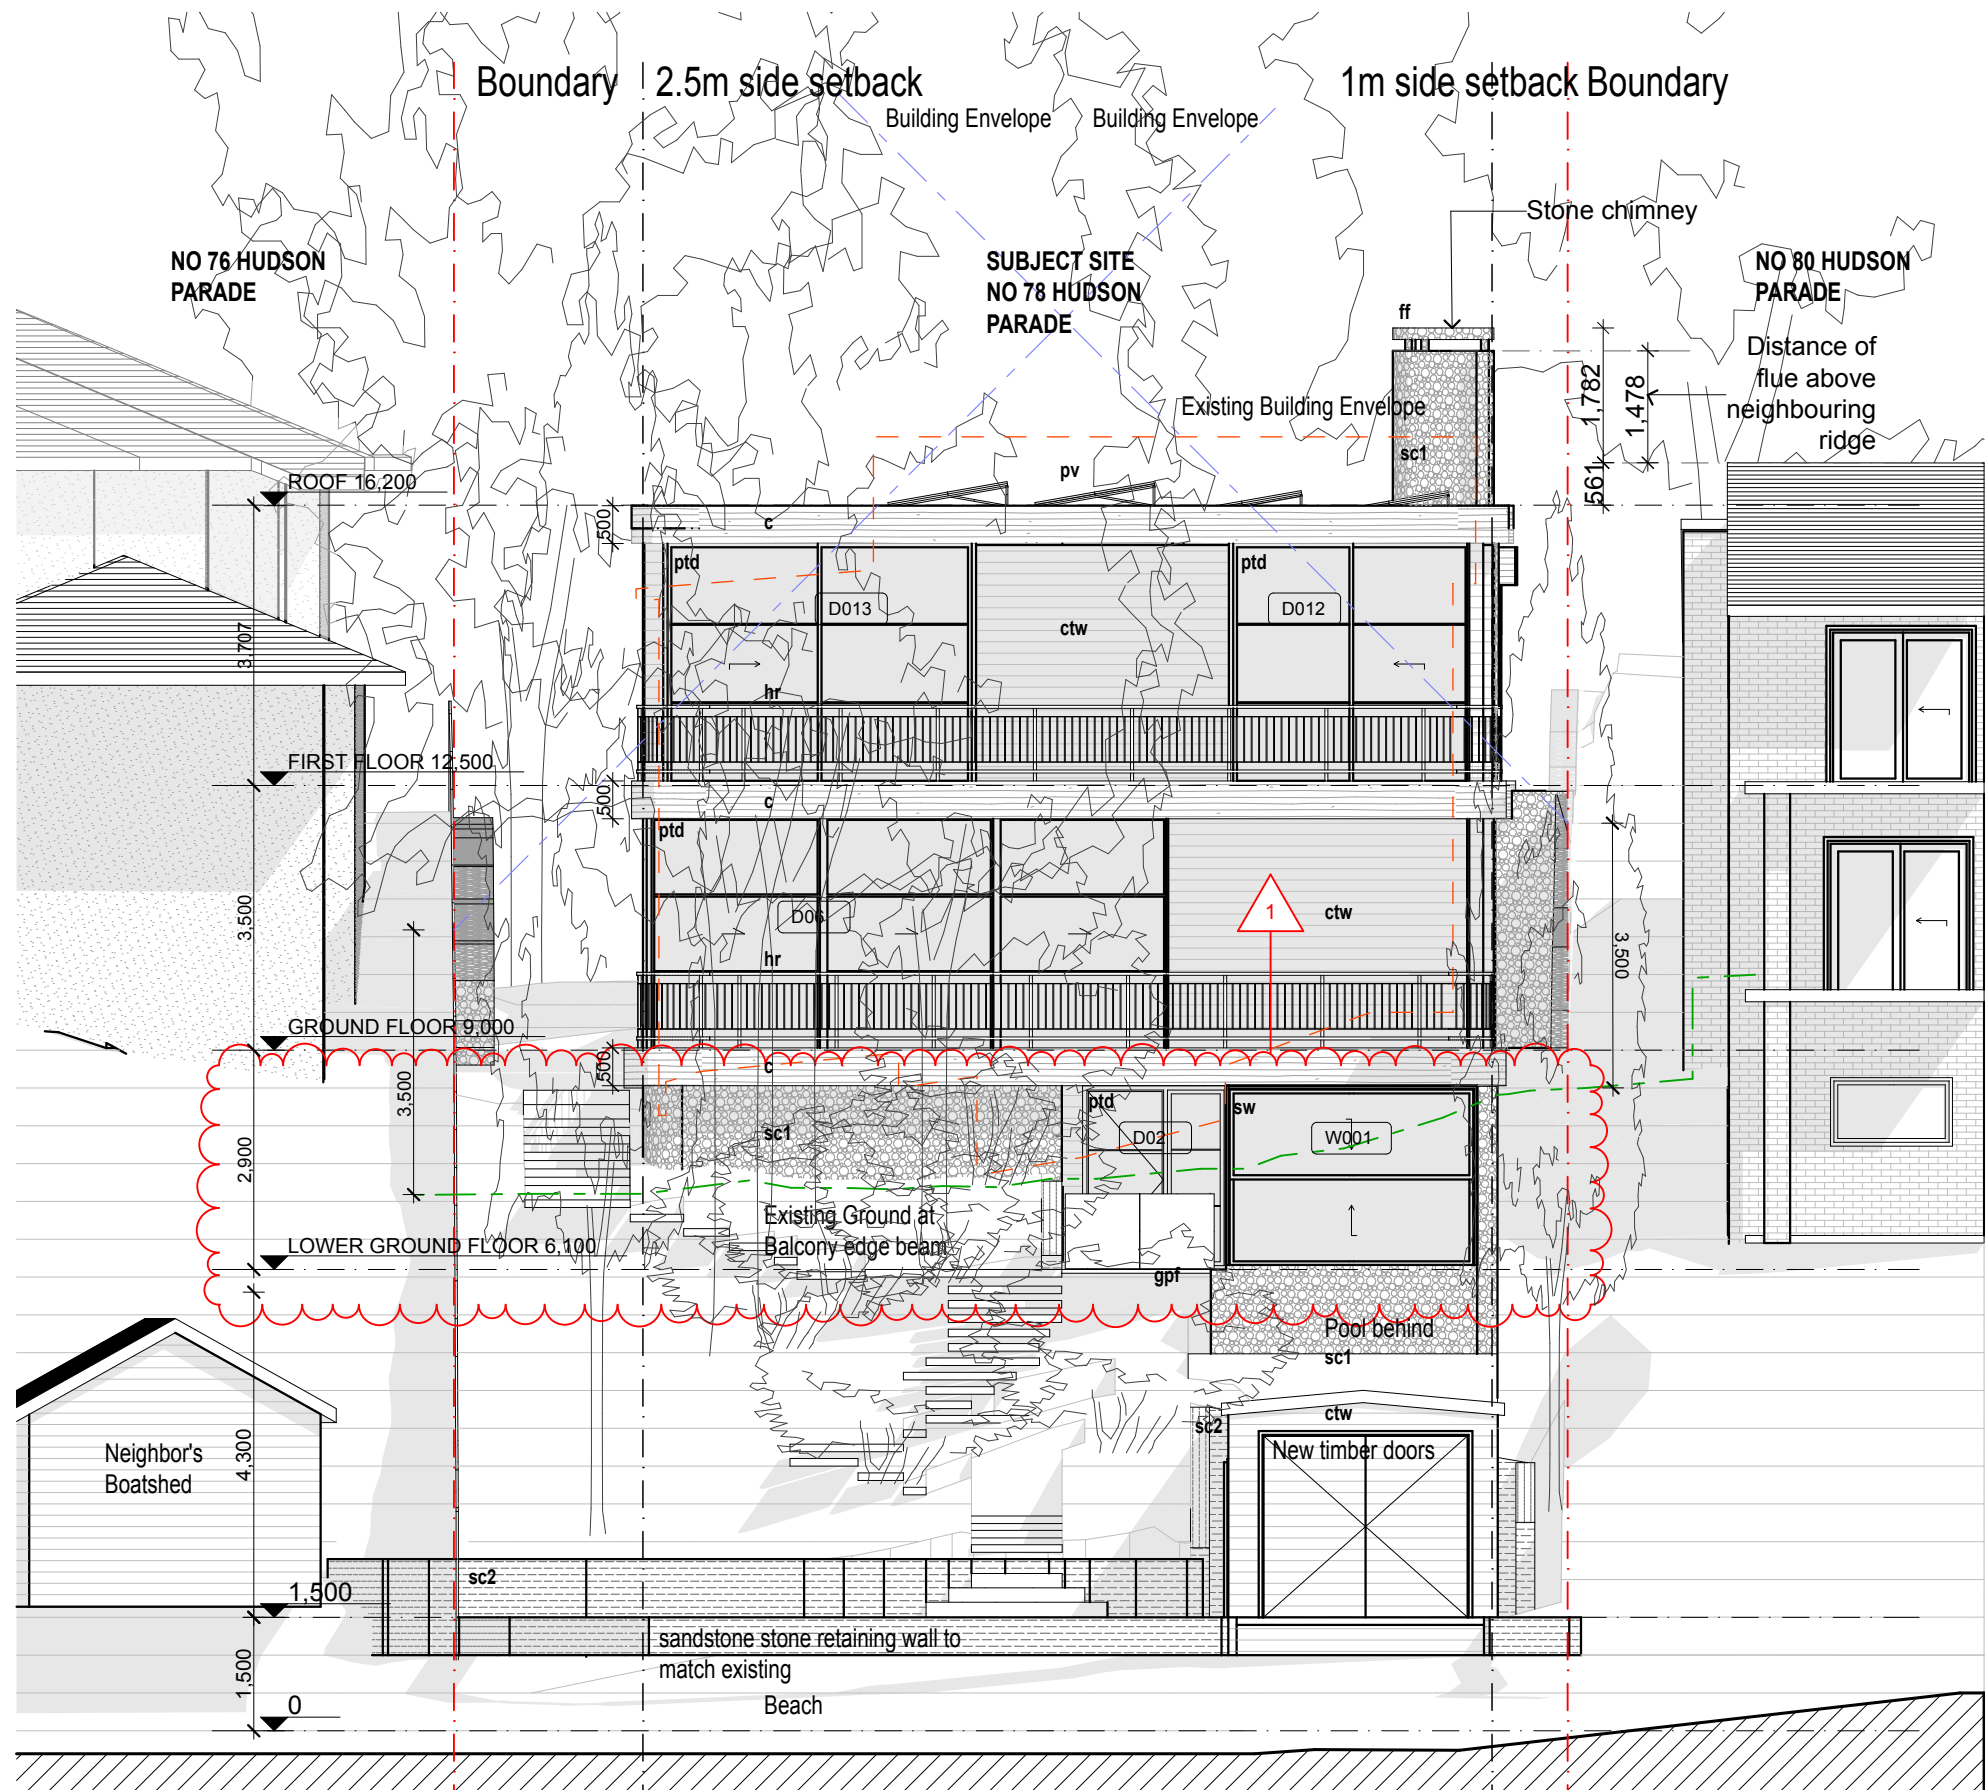 Boundary
2.5m side setback
1m side setback Boundary
Building Envelope
Building Envelope
Stone chimney
NO 76 HUDSON
PARADE
SUBJECT SITE
NO 78 HUDSON
PARADE
NO 80 HUDSON
PARADE
ff
Distance of
flue above
neighbouring
ridge
1,782
1,478
561
Existing Building Envelope
sc1
pv
ROOF 16,200
500
c
ptd
ptd
D013
D012
ctw
3,707
hr
FIRST FLOOR 12,500
500
c
ptd
D06
ctw
1
3,500
hr
3,500
3,500
GROUND FLOOR 9,000
500
c
ptd
sw
sc1
D02
W001
2,900
Existing Ground at
Balcony edge beam
LOWER GROUND FLOOR 6,100
gpf
Pool behind
sc1
ctw
sc2
New timber doors
Neighbor's
Boatshed
4,300
sc2
1,500
sandstone stone retaining wall to
match existing
1,500
Beach
0